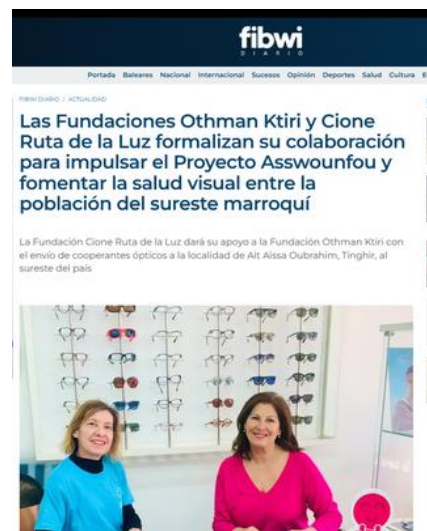 fibwi
DIARIO
Portada Baleares Nacional Internacional Sucesos Opinión Deportes Salud Cultura
FIBWI DIARIO / ACTUALIDAD
Las Fundaciones Othman Ktiri y Cione
Ruta de la Luz formalizan su colaboración
para impulsar el Proyecto Asswounfou y
fomentar la salud visual entre la
población del sureste marroquí
La Fundación Cione Ruta de la Luz dará su apoyo a la Fundación Othman Ktiri con
el envío de cooperantes ópticos a la localidad de Ait Aissa Oubrahim, Tinghir, al
sureste del país